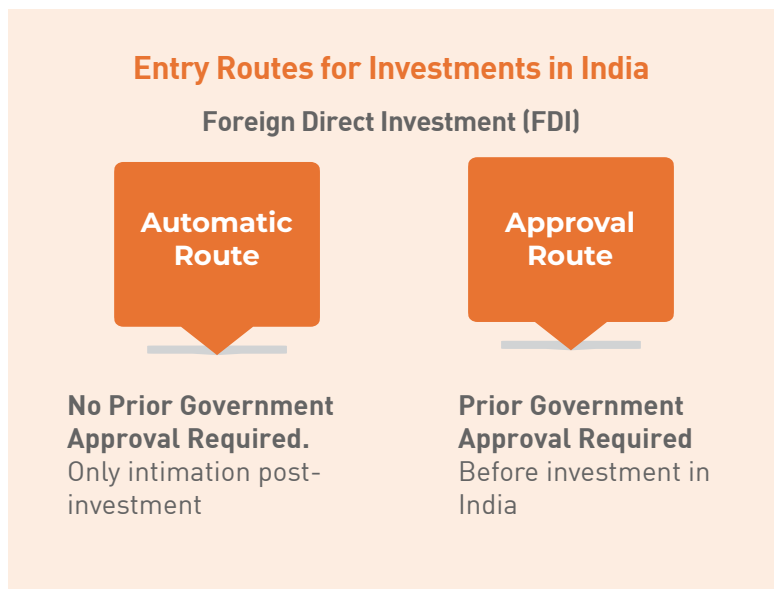 Entry Routes for Investments in India
Foreign Direct Investment (FDI)
Automatic
Route
Approval
Route
No Prior Government
Approval Required.
Only intimation post-
investment
Prior Government
Approval Required
Before investment in
India